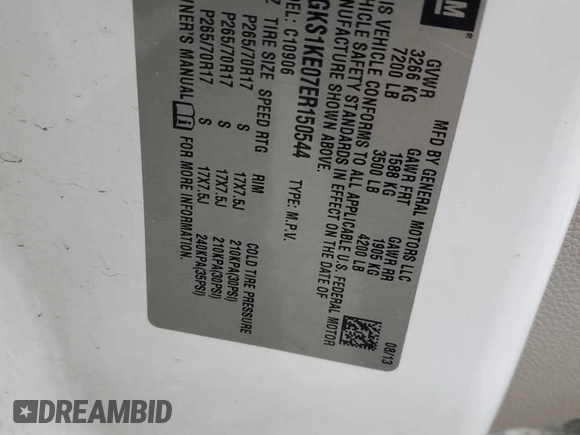 GM
MFD BY GENERAL MOTORS LLC
GVWR GAWR FRT GAWR RR
3266 KG 1588 KG 1905 KG
7200 LB 3500 LB 4200 LB
VEHICLE CONFORMS TO ALL APPLICABLE U.S. FEDERAL MOTOR
VEHICLE SAFETY STANDARDS IN EFFECT ON THE DATE OF
MANUFACTURE SHOWN ABOVE.
08/13
GKS1KE07ER150544 TYPE: M.P.V.
C10906
TIRE SIZE SPEED RTG RIM COLD TIRE PRESSURE
P265/70R17 S 17X7.5J 210KPA(30PSI)
P265/70R17 S 17X7.5J 210KPA(30PSI)
P265/70R17 S 17X7.5J 240KPA(35PSI)
MANUAL FOR MORE INFORMATION.
DREAMBID